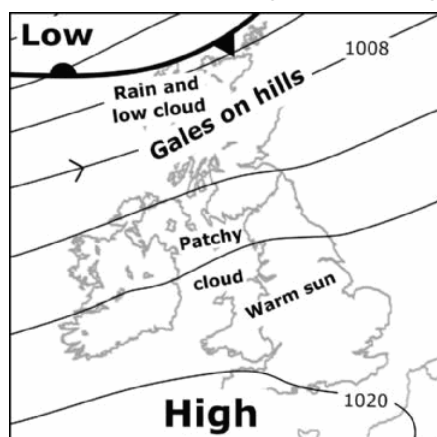 Low
1008
Rain and
low cloud
Gales on hills
Patchy
cloud
Warm sun
1020
High